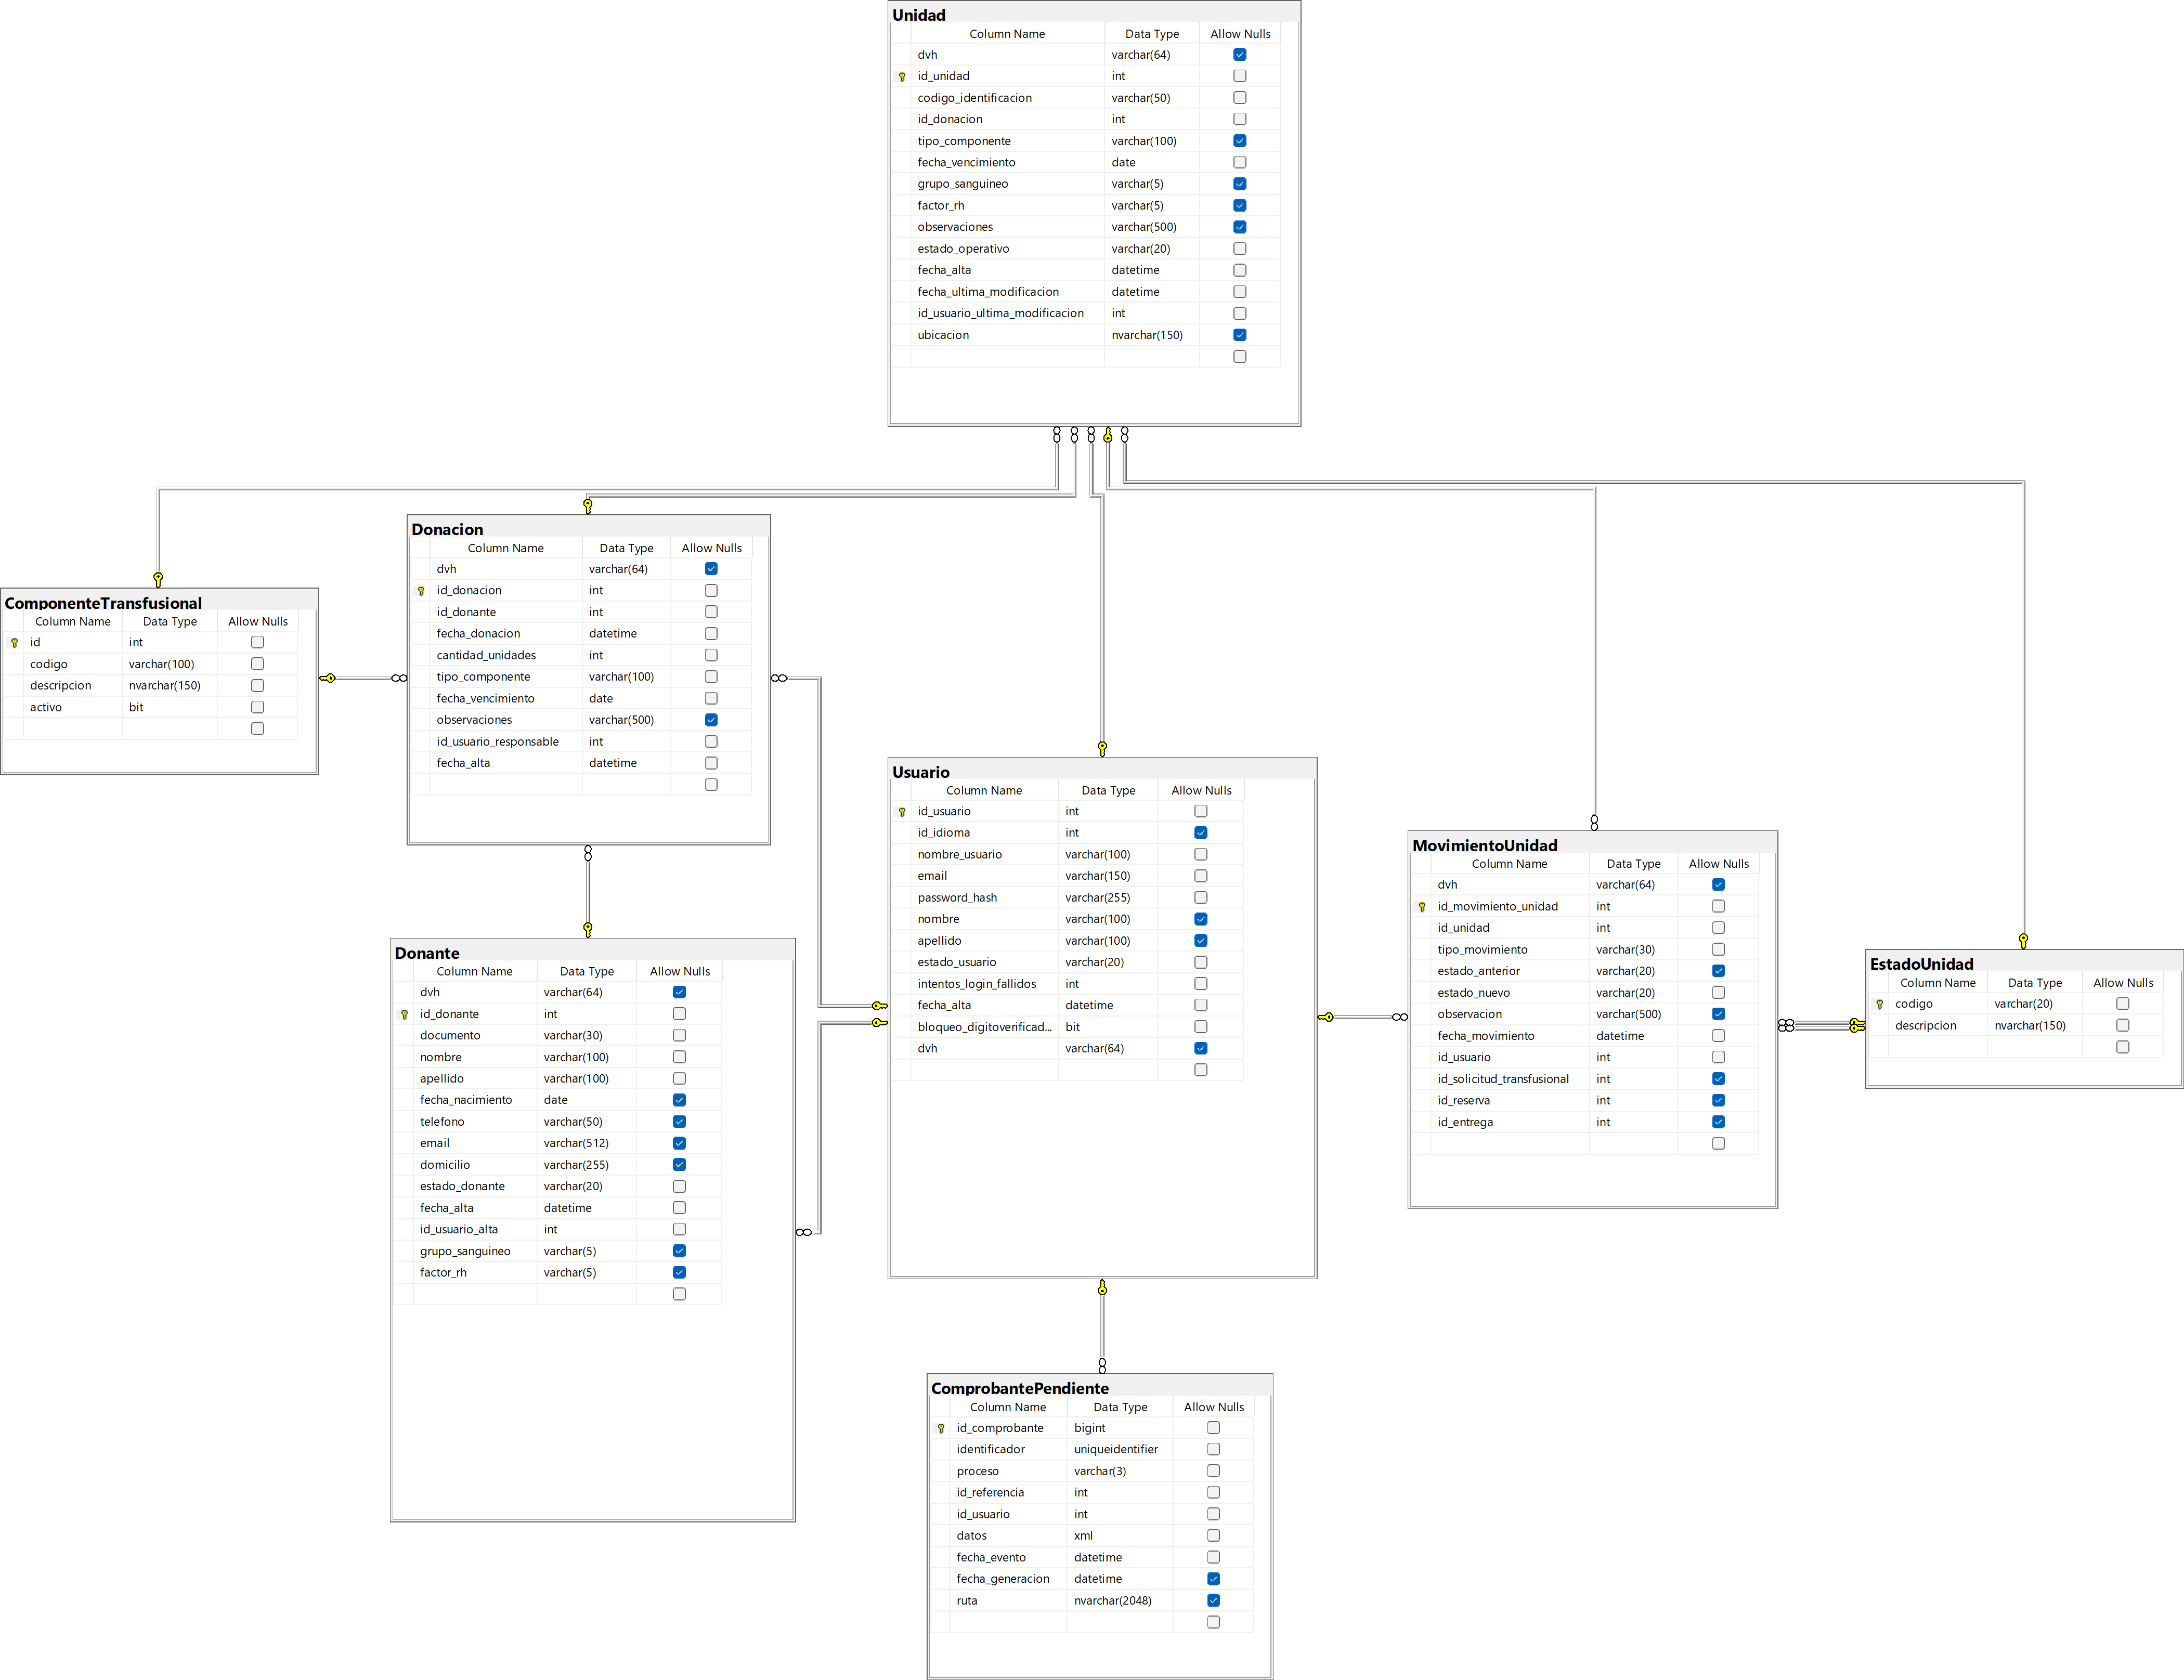 Unidad
Column Name Data Type Allow Nulls
dvh varchar(64)
id_unidad int
codigo_identificacion varchar(50)
id_donacion int
tipo_componente varchar(100)
fecha_vencimiento date
grupo_sanguineo varchar(5)
factor_rh varchar(5)
observaciones varchar(500)
estado_operativo varchar(20)
fecha_alta datetime
fecha_ultima_modificacion datetime
id_usuario_ultima_modificacion int
ubicacion nvarchar(150)
Donacion
Column Name Data Type Allow Nulls
dvh varchar(64)
id_donacion int
id_donante int
fecha_donacion datetime
cantidad_unidades int
tipo_componente varchar(100)
fecha_vencimiento date
observaciones varchar(500)
id_usuario_responsable int
fecha_alta datetime
ComponenteTransfusional
Column Name Data Type Allow Nulls
id int
codigo varchar(100)
descripcion nvarchar(150)
activo bit
Usuario
Column Name Data Type Allow Nulls
id_usuario int
id_idioma int
nombre_usuario varchar(100)
email varchar(150)
password_hash varchar(255)
nombre varchar(100)
apellido varchar(100)
estado_usuario varchar(20)
intentos_login_fallidos int
fecha_alta datetime
bloqueo_digitoverificad... bit
dvh varchar(64)
MovimientoUnidad
Column Name Data Type Allow Nulls
dvh varchar(64)
id_movimiento_unidad int
id_unidad int
tipo_movimiento varchar(30)
estado_anterior varchar(20)
estado_nuevo varchar(20)
observacion varchar(500)
fecha_movimiento datetime
id_usuario int
id_solicitud_transfusional int
id_reserva int
id_entrega int
EstadoUnidad
Column Name Data Type Allow Nulls
codigo varchar(20)
descripcion nvarchar(150)
Donante
Column Name Data Type Allow Nulls
dvh varchar(64)
id_donante int
documento varchar(30)
nombre varchar(100)
apellido varchar(100)
fecha_nacimiento date
telefono varchar(50)
email varchar(512)
domicilio varchar(255)
estado_donante varchar(20)
fecha_alta datetime
id_usuario_alta int
grupo_sanguineo varchar(5)
factor_rh varchar(5)
ComprobantePendiente
Column Name Data Type Allow Nulls
id_comprobante bigint
identificador uniqueidentifier
proceso varchar(3)
id_referencia int
id_usuario int
datos xml
fecha_evento datetime
fecha_generacion datetime
ruta nvarchar(2048)